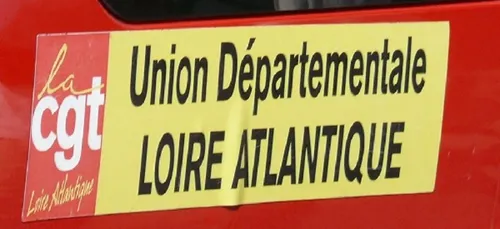 la
cgt
Loire Atlantique
Union Départementale
LOIRE ATLANTIQUE